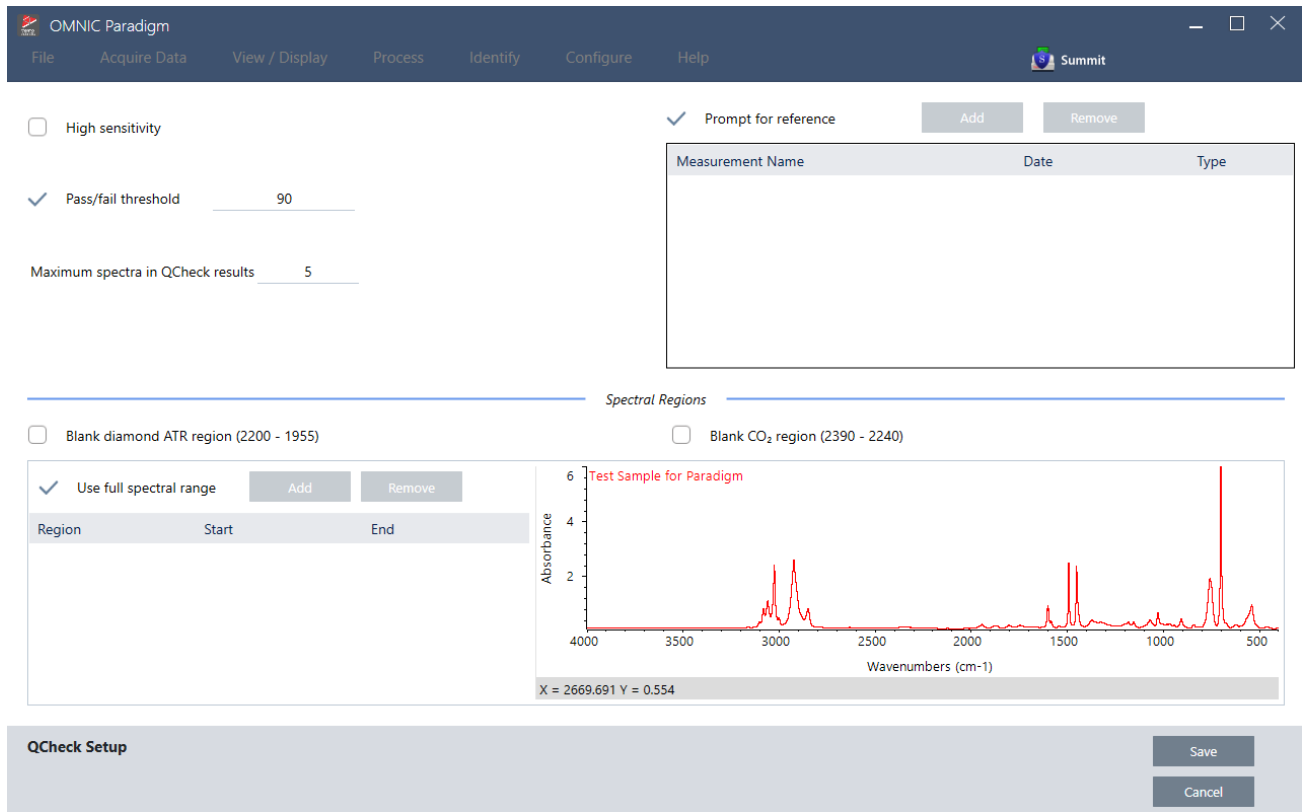 OMNIC Paradigm
File Acquire Data View / Display Process Identify Configure Help Summit
High sensitivity
Prompt for reference Add Remove
Measurement Name Date Type
Pass/fail threshold 90
Maximum spectra in QCheck results 5
Spectral Regions
Blank diamond ATR region (2200 - 1955)
Blank CO₂ region (2390 - 2240)
Use full spectral range Add Remove
Region Start End
Test Sample for Paradigm
6
4
2
Absorbance
4000 3500 3000 2500 2000 1500 1000 500
Wavenumbers (cm-1)
X = 2669.691 Y = 0.554
QCheck Setup
Save
Cancel